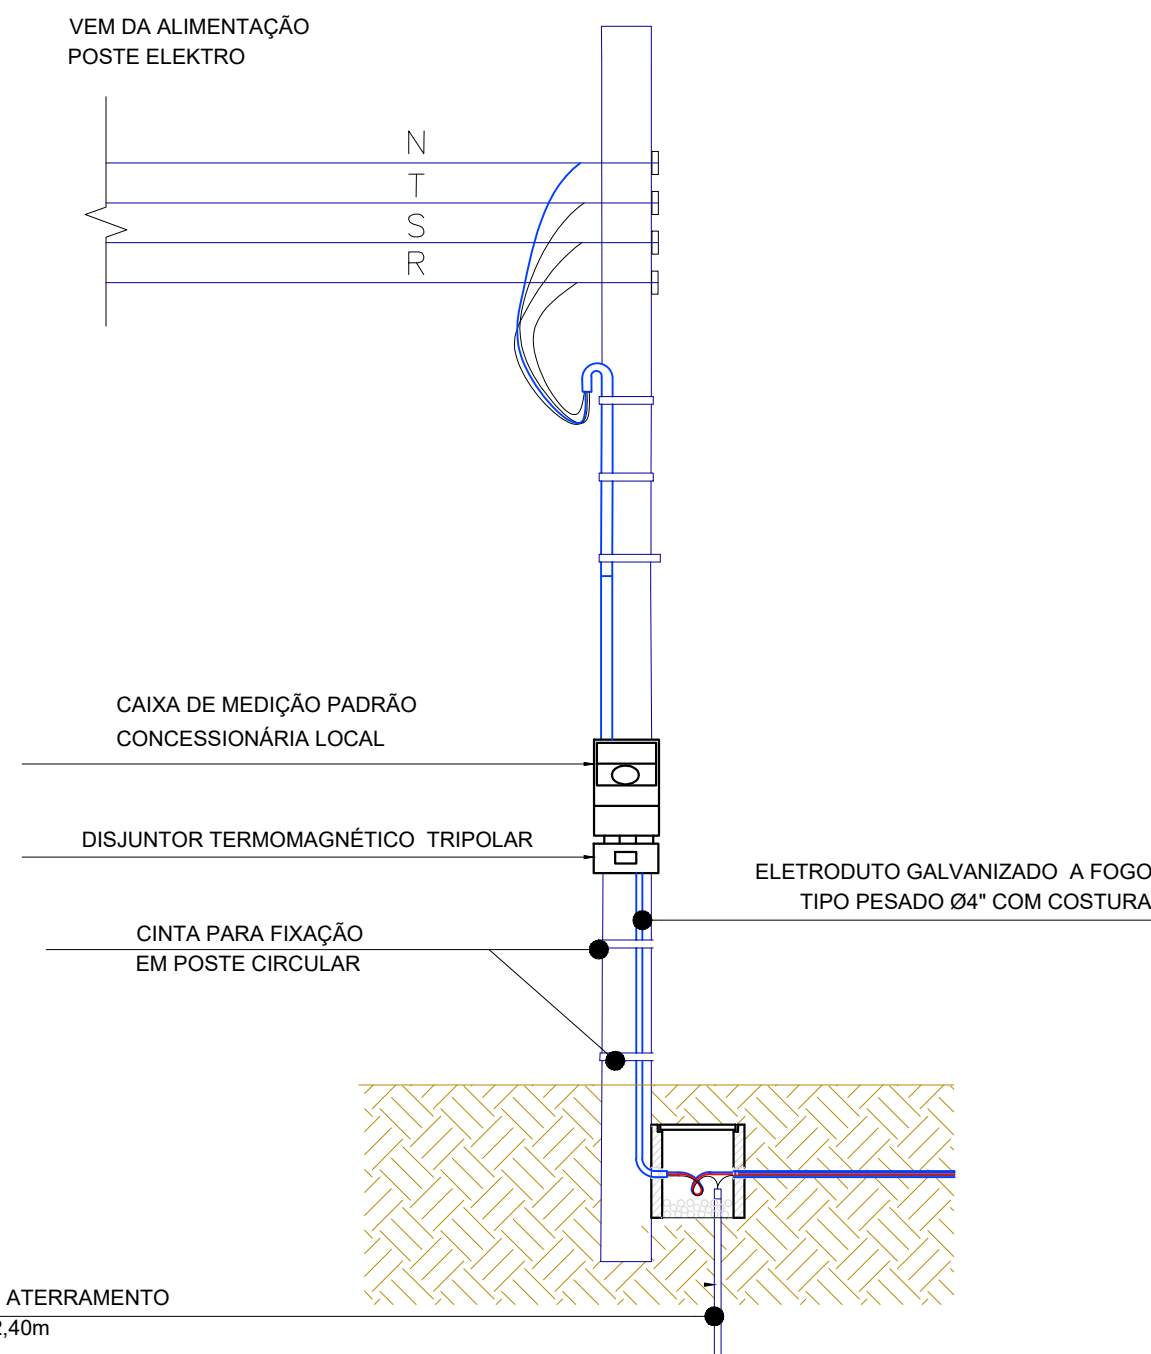 VEM DA ALIMENTAÇÃO
POSTE ELEKTRO
N
T
S
R
CAIXA DE MEDIÇÃO PADRÃO
CONCESSIONÁRIA LOCAL
DISJUNTOR TERMOMAGNÉTICO TRIPOLAR
ELETRODUTO GALVANIZADO A FOGO
TIPO PESADO Ø4" COM COSTURA
CINTA PARA FIXAÇÃO
EM POSTE CIRCULAR
ATERRAMENTO
2,40m